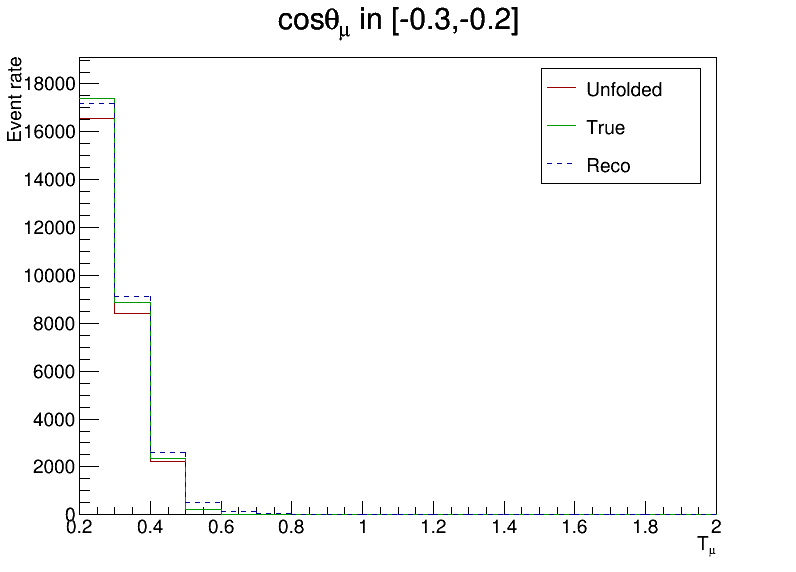 cosθμ in [-0.3,-0.2]
Event rate
18000
16000
14000
12000
10000
8000
6000
4000
2000
0
Unfolded
True
Reco
0.2 0.4 0.6 0.8 1 1.2 1.4 1.6 1.8 2
Tμ